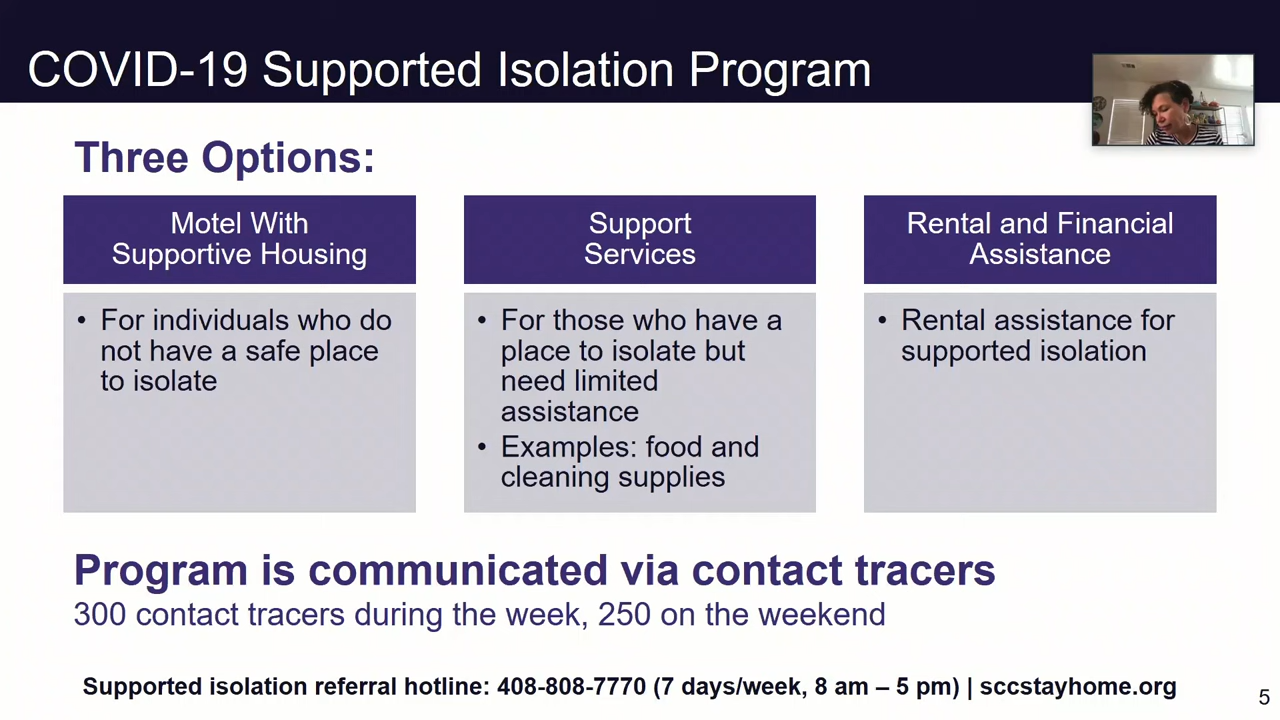 COVID-19 Supported Isolation Program
Three Options:
Motel With
Supportive Housing
• For individuals who do
not have a safe place
to isolate
Support
Services
• For those who have a
place to isolate but
need limited
assistance
• Examples: food and
cleaning supplies
Rental and Financial
Assistance
• Rental assistance for
supported isolation
Program is communicated via contact tracers
300 contact tracers during the week, 250 on the weekend
Supported isolation referral hotline: 408-808-7770 (7 days/week, 8 am – 5 pm) | sccstayhome.org
5